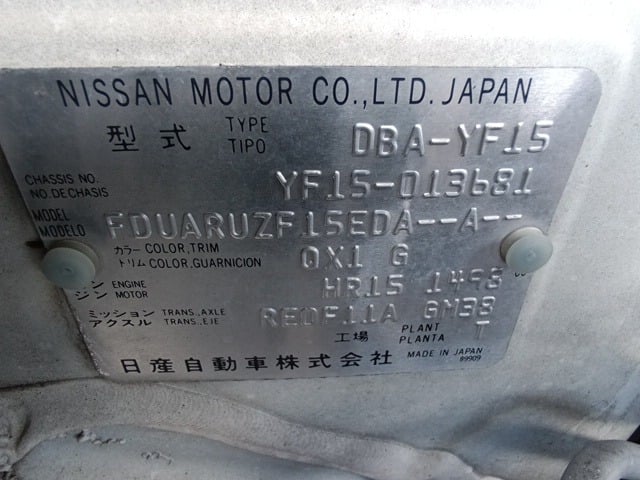 NISSAN MOTOR CO.,LTD. JAPAN
型式 TYPE TIPO DBA-YF15
CHASSIS NO. NO.DE.CHASIS YF15-013681
MODEL MODELO FDUARUZF15EDA--A--
カラー COLOR,TRIM トリム COLOR,GUARNICION QX1 G
ン ENGINE ジン MOTOR HR15 1498 cc
ミッション TRANS.,AXLE アクスル TRANS.,EJE RE0F11A GM38
工場 PLANT PLANTA T
日産自動車株式会社 MADE IN JAPAN
89909